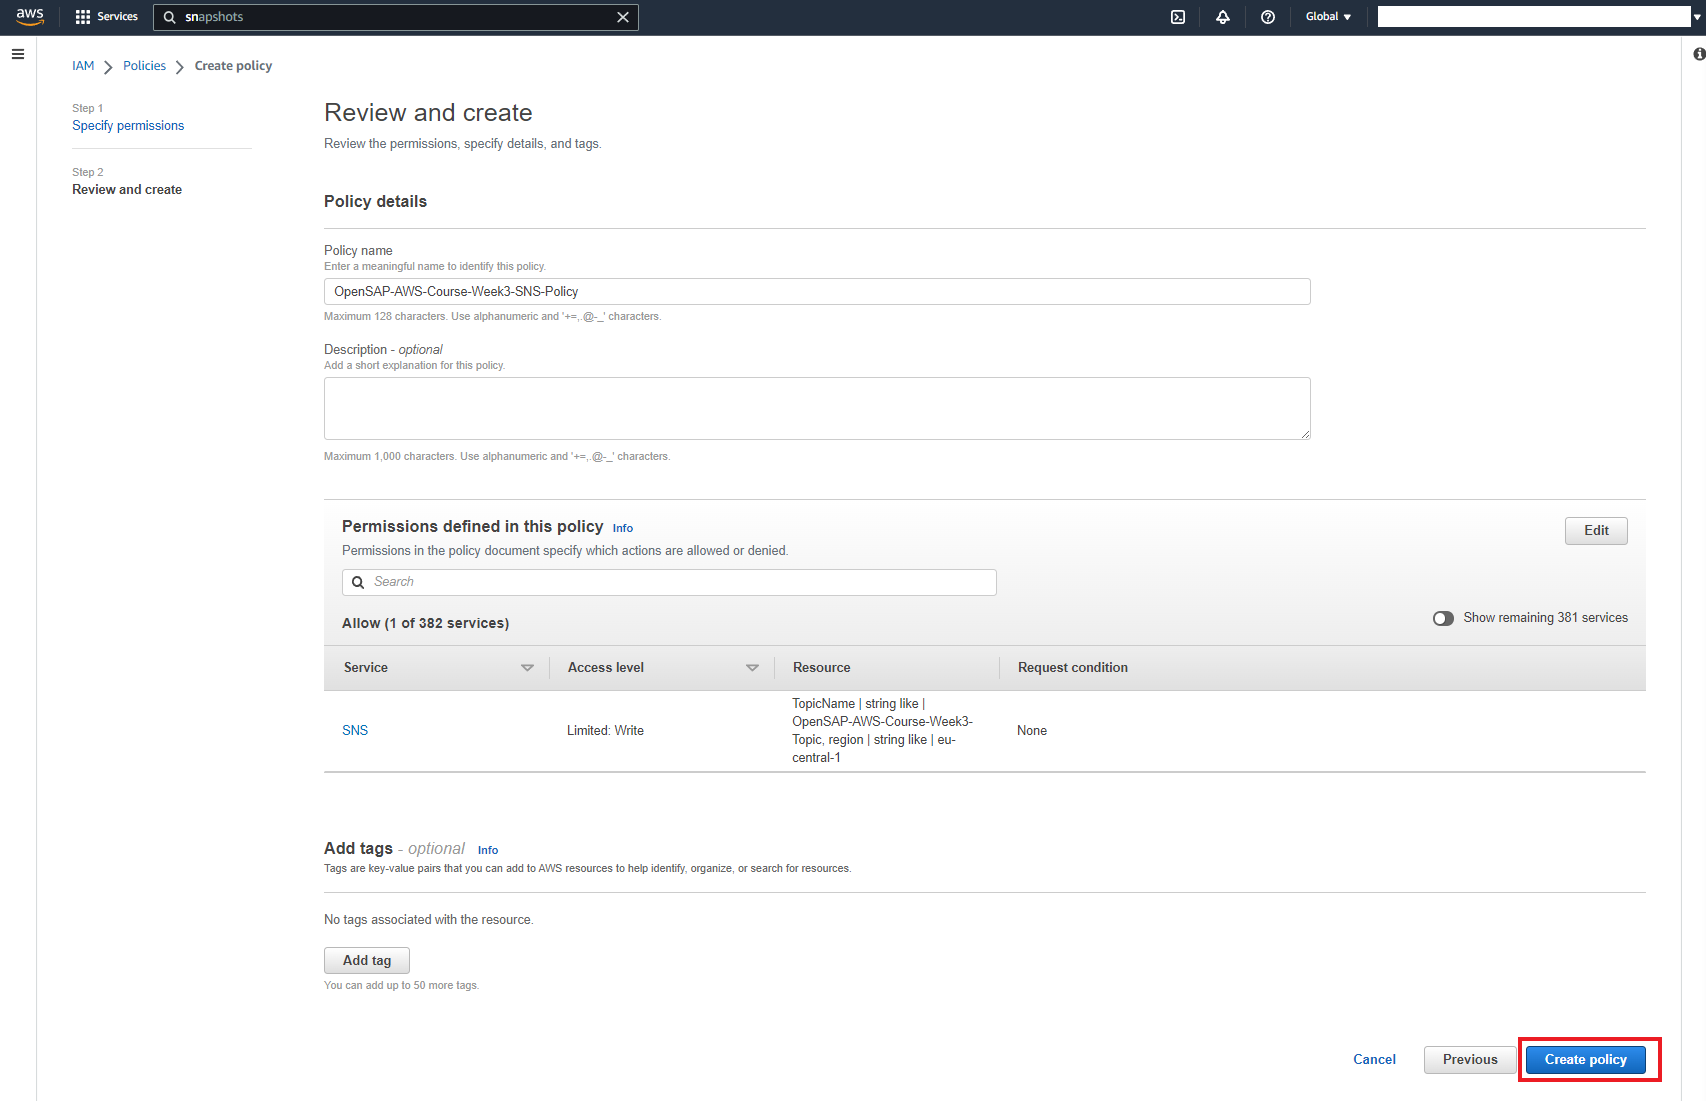 aws
Services
snapshots
Global
IAM
Policies
Create policy
Step 1
Specify permissions
Step 2
Review and create
Review and create
Review the permissions, specify details, and tags.
Policy details
Policy name
Enter a meaningful name to identify this policy.
OpenSAP-AWS-Course-Week3-SNS-Policy
Maximum 128 characters. Use alphanumeric and '+=,.@-_' characters.
Description - optional
Add a short explanation for this policy.
Maximum 1,000 characters. Use alphanumeric and '+=,.@-_' characters.
Permissions defined in this policy Info
Edit
Permissions in the policy document specify which actions are allowed or denied.
Search
Allow (1 of 382 services)
Show remaining 381 services
Service
Access level
Resource
Request condition
SNS
Limited: Write
TopicName | string like |
OpenSAP-AWS-Course-Week3-
Topic, region | string like | eu-
central-1
None
Add tags - optional Info
Tags are key-value pairs that you can add to AWS resources to help identify, organize, or search for resources.
No tags associated with the resource.
Add tag
You can add up to 50 more tags.
Cancel
Previous
Create policy